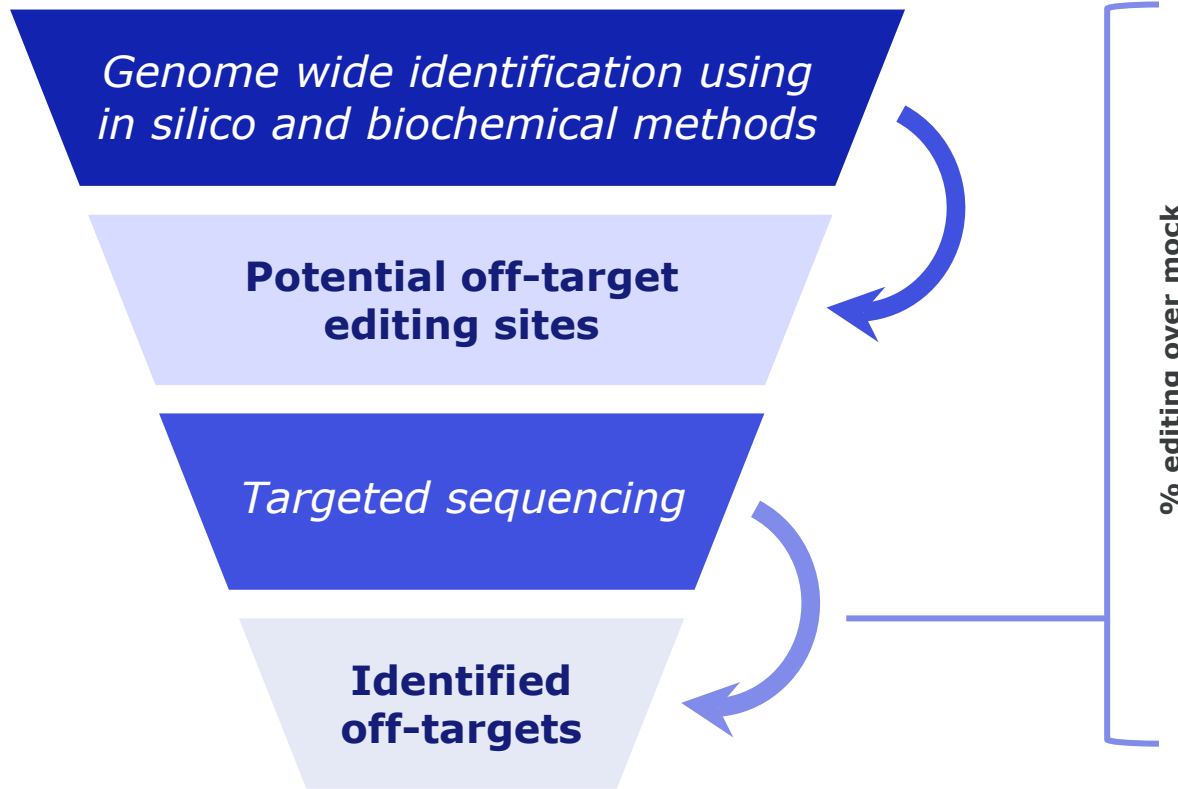 Genome wide identification using
in silico and biochemical methods
Potential off-target
editing sites
Targeted sequencing
Identified
off-targets
% editing over mock